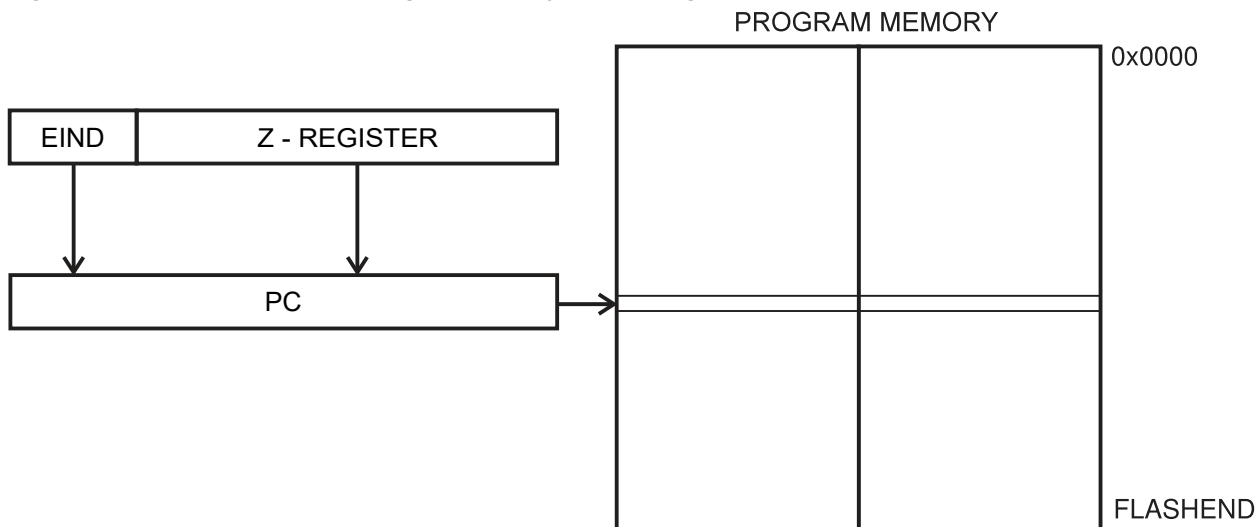 PROGRAM MEMORY
0x0000
EIND
Z - REGISTER
PC
FLASHEND